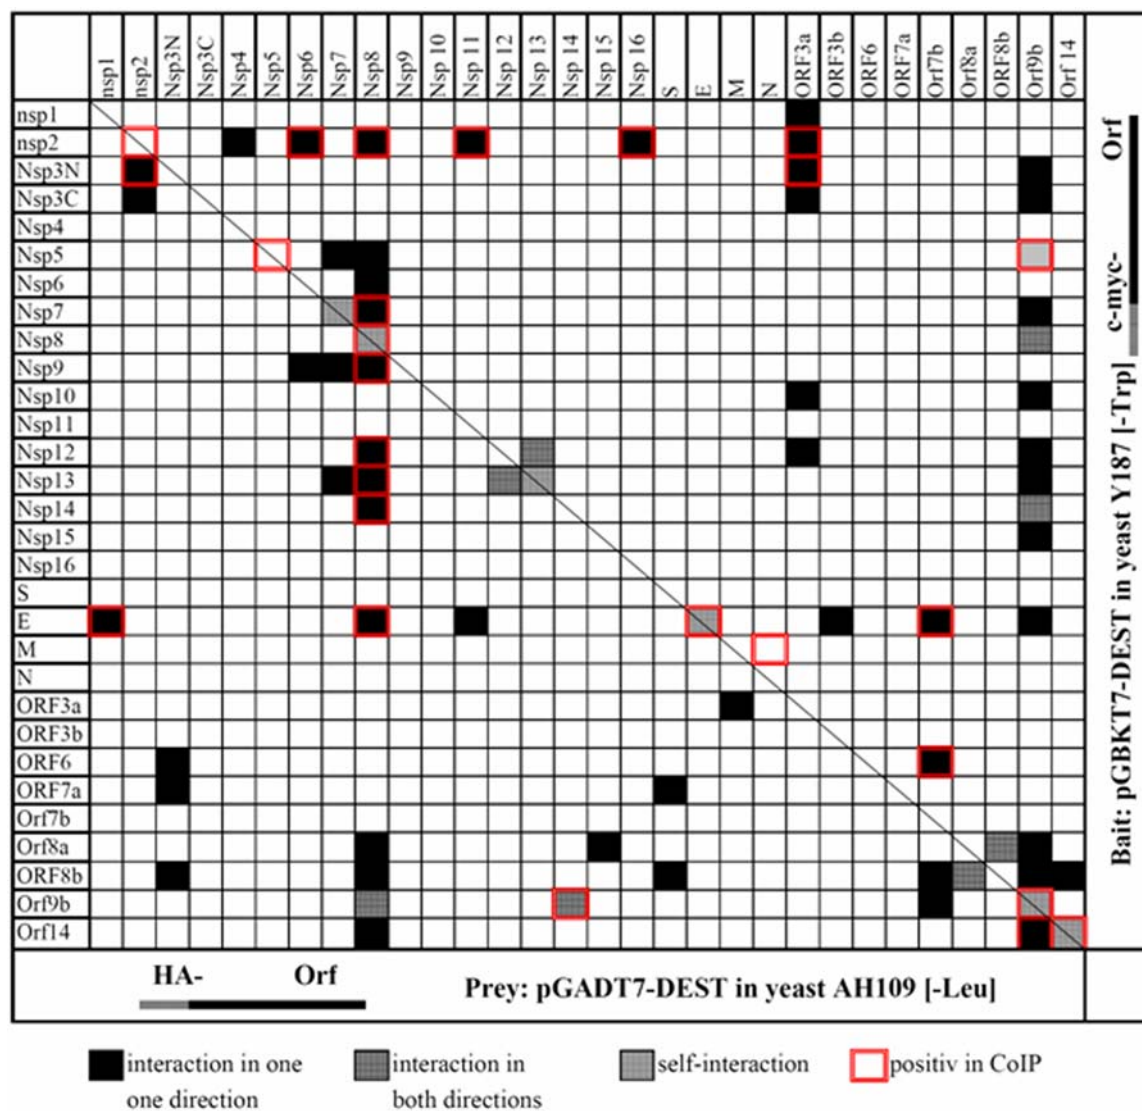 nsp1 nsp2 Nsp3N Nsp3C Nsp4 Nsp5 Nsp6 Nsp7 Nsp8 Nsp9 Nsp 10 Nsp 11 Nsp 12 Nsp 13 Nsp 14 Nsp 15 Nsp 16 S E M N ORF3a ORF3b ORF6 ORF7a Orf7b Orf8a ORF8b Orf9b Orf 14
nsp1
nsp2
Nsp3N
Nsp3C
Nsp4
Nsp5
Nsp6
Nsp7
Nsp8
Nsp9
Nsp10
Nsp11
Nsp12
Nsp13
Nsp14
Nsp15
Nsp16
S
E
M
N
ORF3a
ORF3b
ORF6
ORF7a
Orf7b
Orf8a
ORF8b
Orf9b
Orf14
c-myc- Orf
Bait: pGBKT7-DEST in yeast Y187 [-Trp]
HA- Orf
Prey: pGADT7-DEST in yeast AH109 [-Leu]
interaction in one
one direction
interaction in
both directions
self-interaction
positiv in CoIP